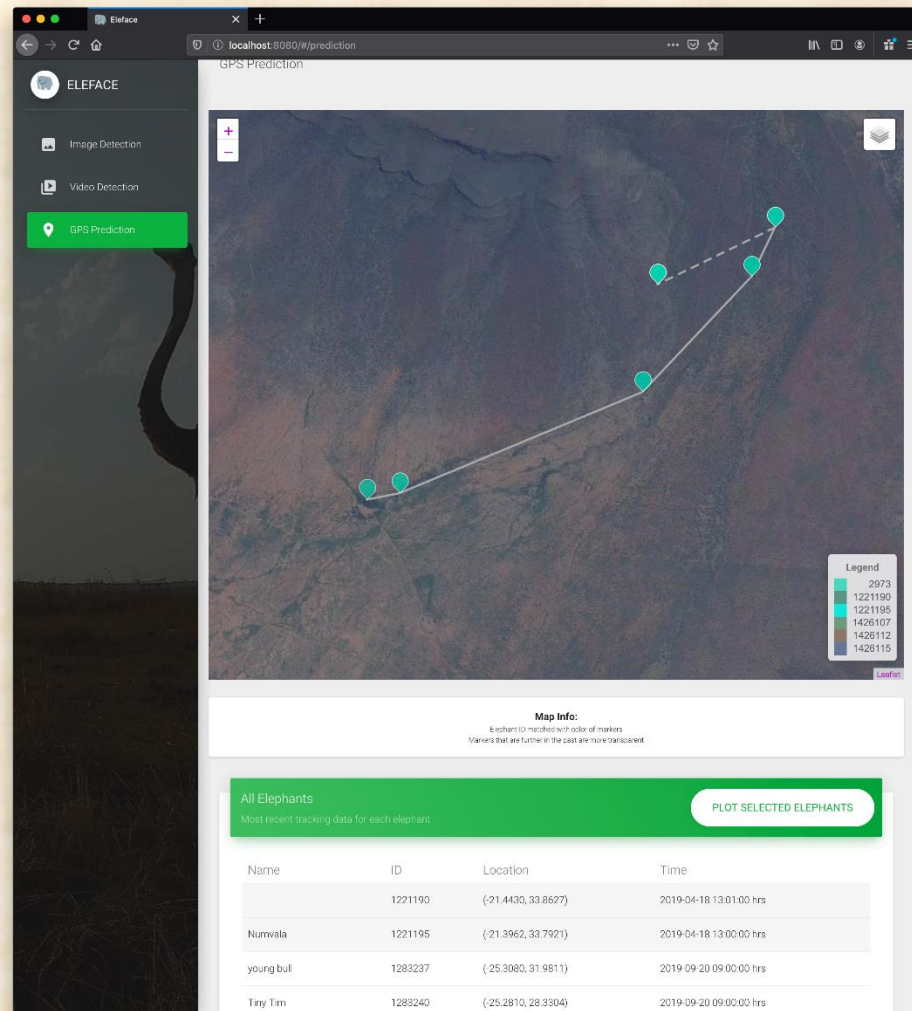 Eleface
localhost:8080/#/prediction
ELEFACE
Image Detection
Video Detection
GPS Prediction
GPS Prediction
+
−
Legend
2973
1221190
1221195
1426107
1426112
1426115
Leaflet
Map Info:
Elephant ID matched with color of markers
Markers that are further in the past are more transparent
All Elephants
Most recent tracking data for each elephant
PLOT SELECTED ELEPHANTS
Name ID Location Time
1221190 (-21.4430, 33.8627) 2019-04-18 13:01:00 hrs
Numvala 1221195 (-21.3962, 33.7921) 2019-04-18 13:00:00 hrs
young bull 1283237 (-25.3080, 31.9811) 2019-09-20 09:00:00 hrs
Tiny Tim 1283240 (-25.2810, 28.3304) 2019-09-20 09:00:00 hrs